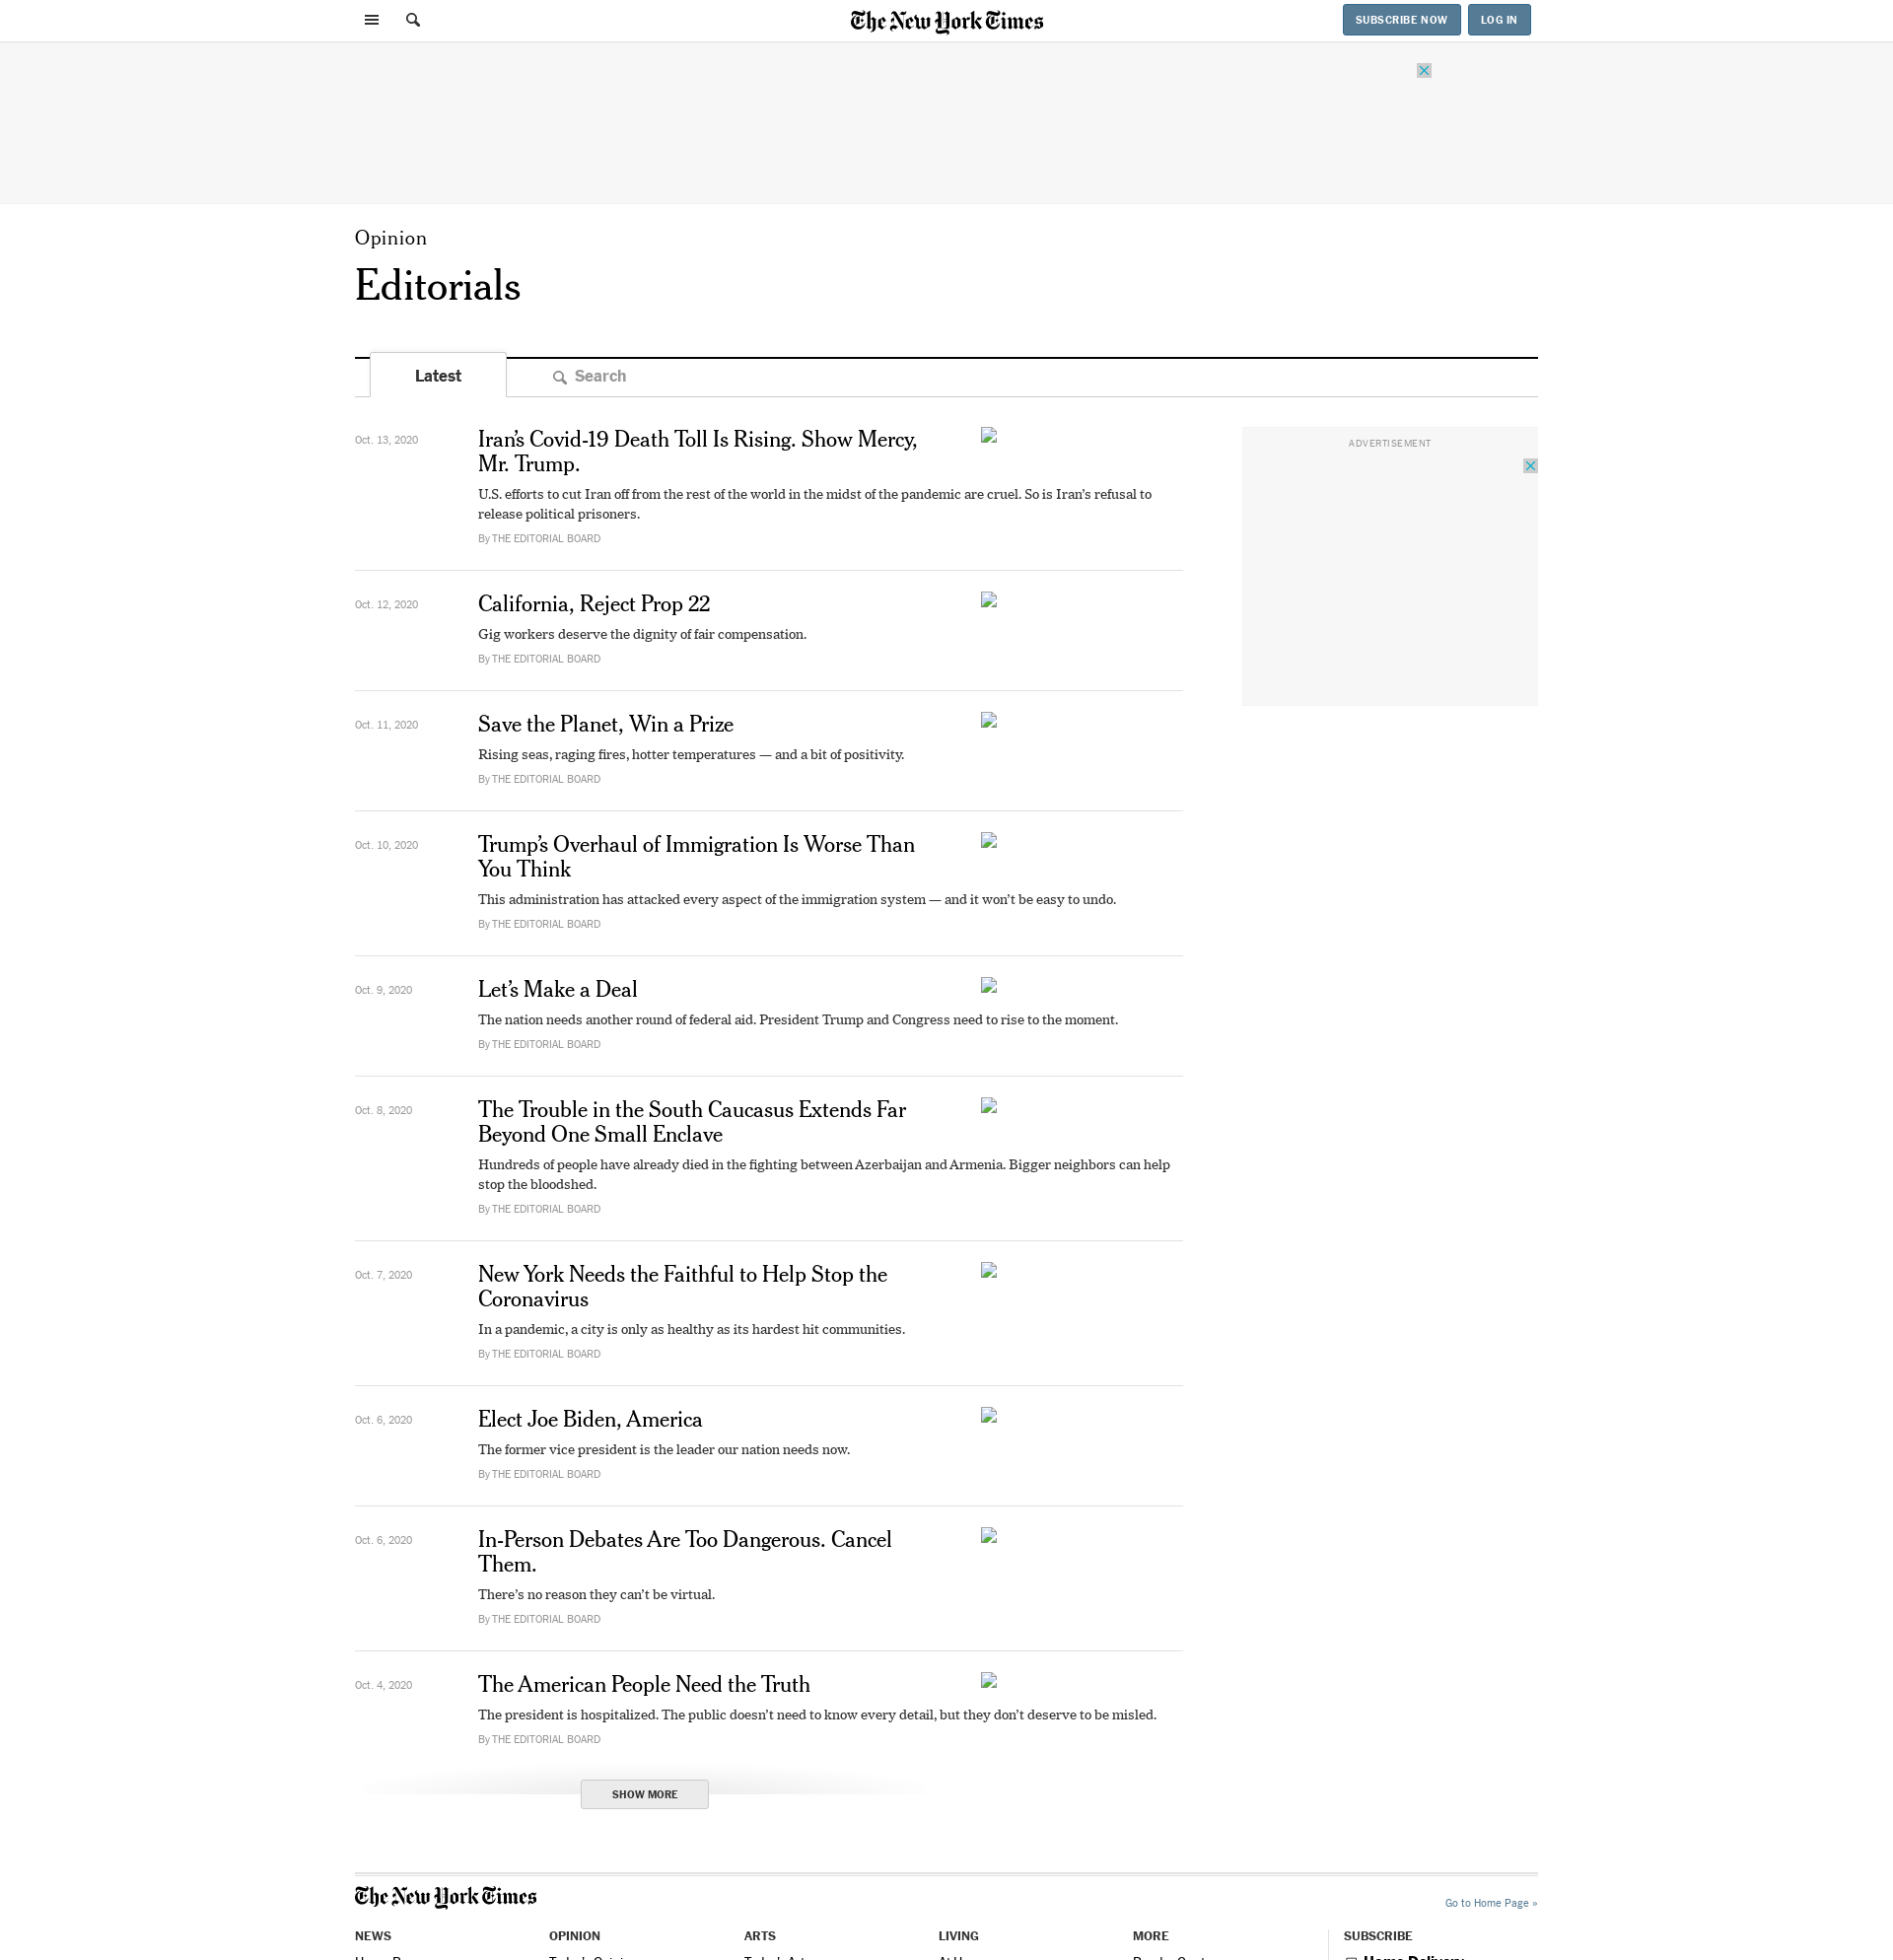 The New York Times
SUBSCRIBE NOW
LOG IN
Opinion
Editorials
Latest
Search
Oct. 13, 2020
Iran’s Covid-19 Death Toll Is Rising. Show Mercy,
Mr. Trump.
U.S. efforts to cut Iran off from the rest of the world in the midst of the pandemic are cruel. So is Iran’s refusal to
release political prisoners.
By THE EDITORIAL BOARD
ADVERTISEMENT
Oct. 12, 2020
California, Reject Prop 22
Gig workers deserve the dignity of fair compensation.
By THE EDITORIAL BOARD
Oct. 11, 2020
Save the Planet, Win a Prize
Rising seas, raging fires, hotter temperatures — and a bit of positivity.
By THE EDITORIAL BOARD
Oct. 10, 2020
Trump’s Overhaul of Immigration Is Worse Than
You Think
This administration has attacked every aspect of the immigration system — and it won’t be easy to undo.
By THE EDITORIAL BOARD
Oct. 9, 2020
Let’s Make a Deal
The nation needs another round of federal aid. President Trump and Congress need to rise to the moment.
By THE EDITORIAL BOARD
Oct. 8, 2020
The Trouble in the South Caucasus Extends Far
Beyond One Small Enclave
Hundreds of people have already died in the fighting between Azerbaijan and Armenia. Bigger neighbors can help
stop the bloodshed.
By THE EDITORIAL BOARD
Oct. 7, 2020
New York Needs the Faithful to Help Stop the
Coronavirus
In a pandemic, a city is only as healthy as its hardest hit communities.
By THE EDITORIAL BOARD
Oct. 6, 2020
Elect Joe Biden, America
The former vice president is the leader our nation needs now.
By THE EDITORIAL BOARD
Oct. 6, 2020
In-Person Debates Are Too Dangerous. Cancel
Them.
There’s no reason they can’t be virtual.
By THE EDITORIAL BOARD
Oct. 4, 2020
The American People Need the Truth
The president is hospitalized. The public doesn’t need to know every detail, but they don’t deserve to be misled.
By THE EDITORIAL BOARD
SHOW MORE
The New York Times
Go to Home Page »
NEWS
OPINION
ARTS
LIVING
MORE
SUBSCRIBE
Home Delivery